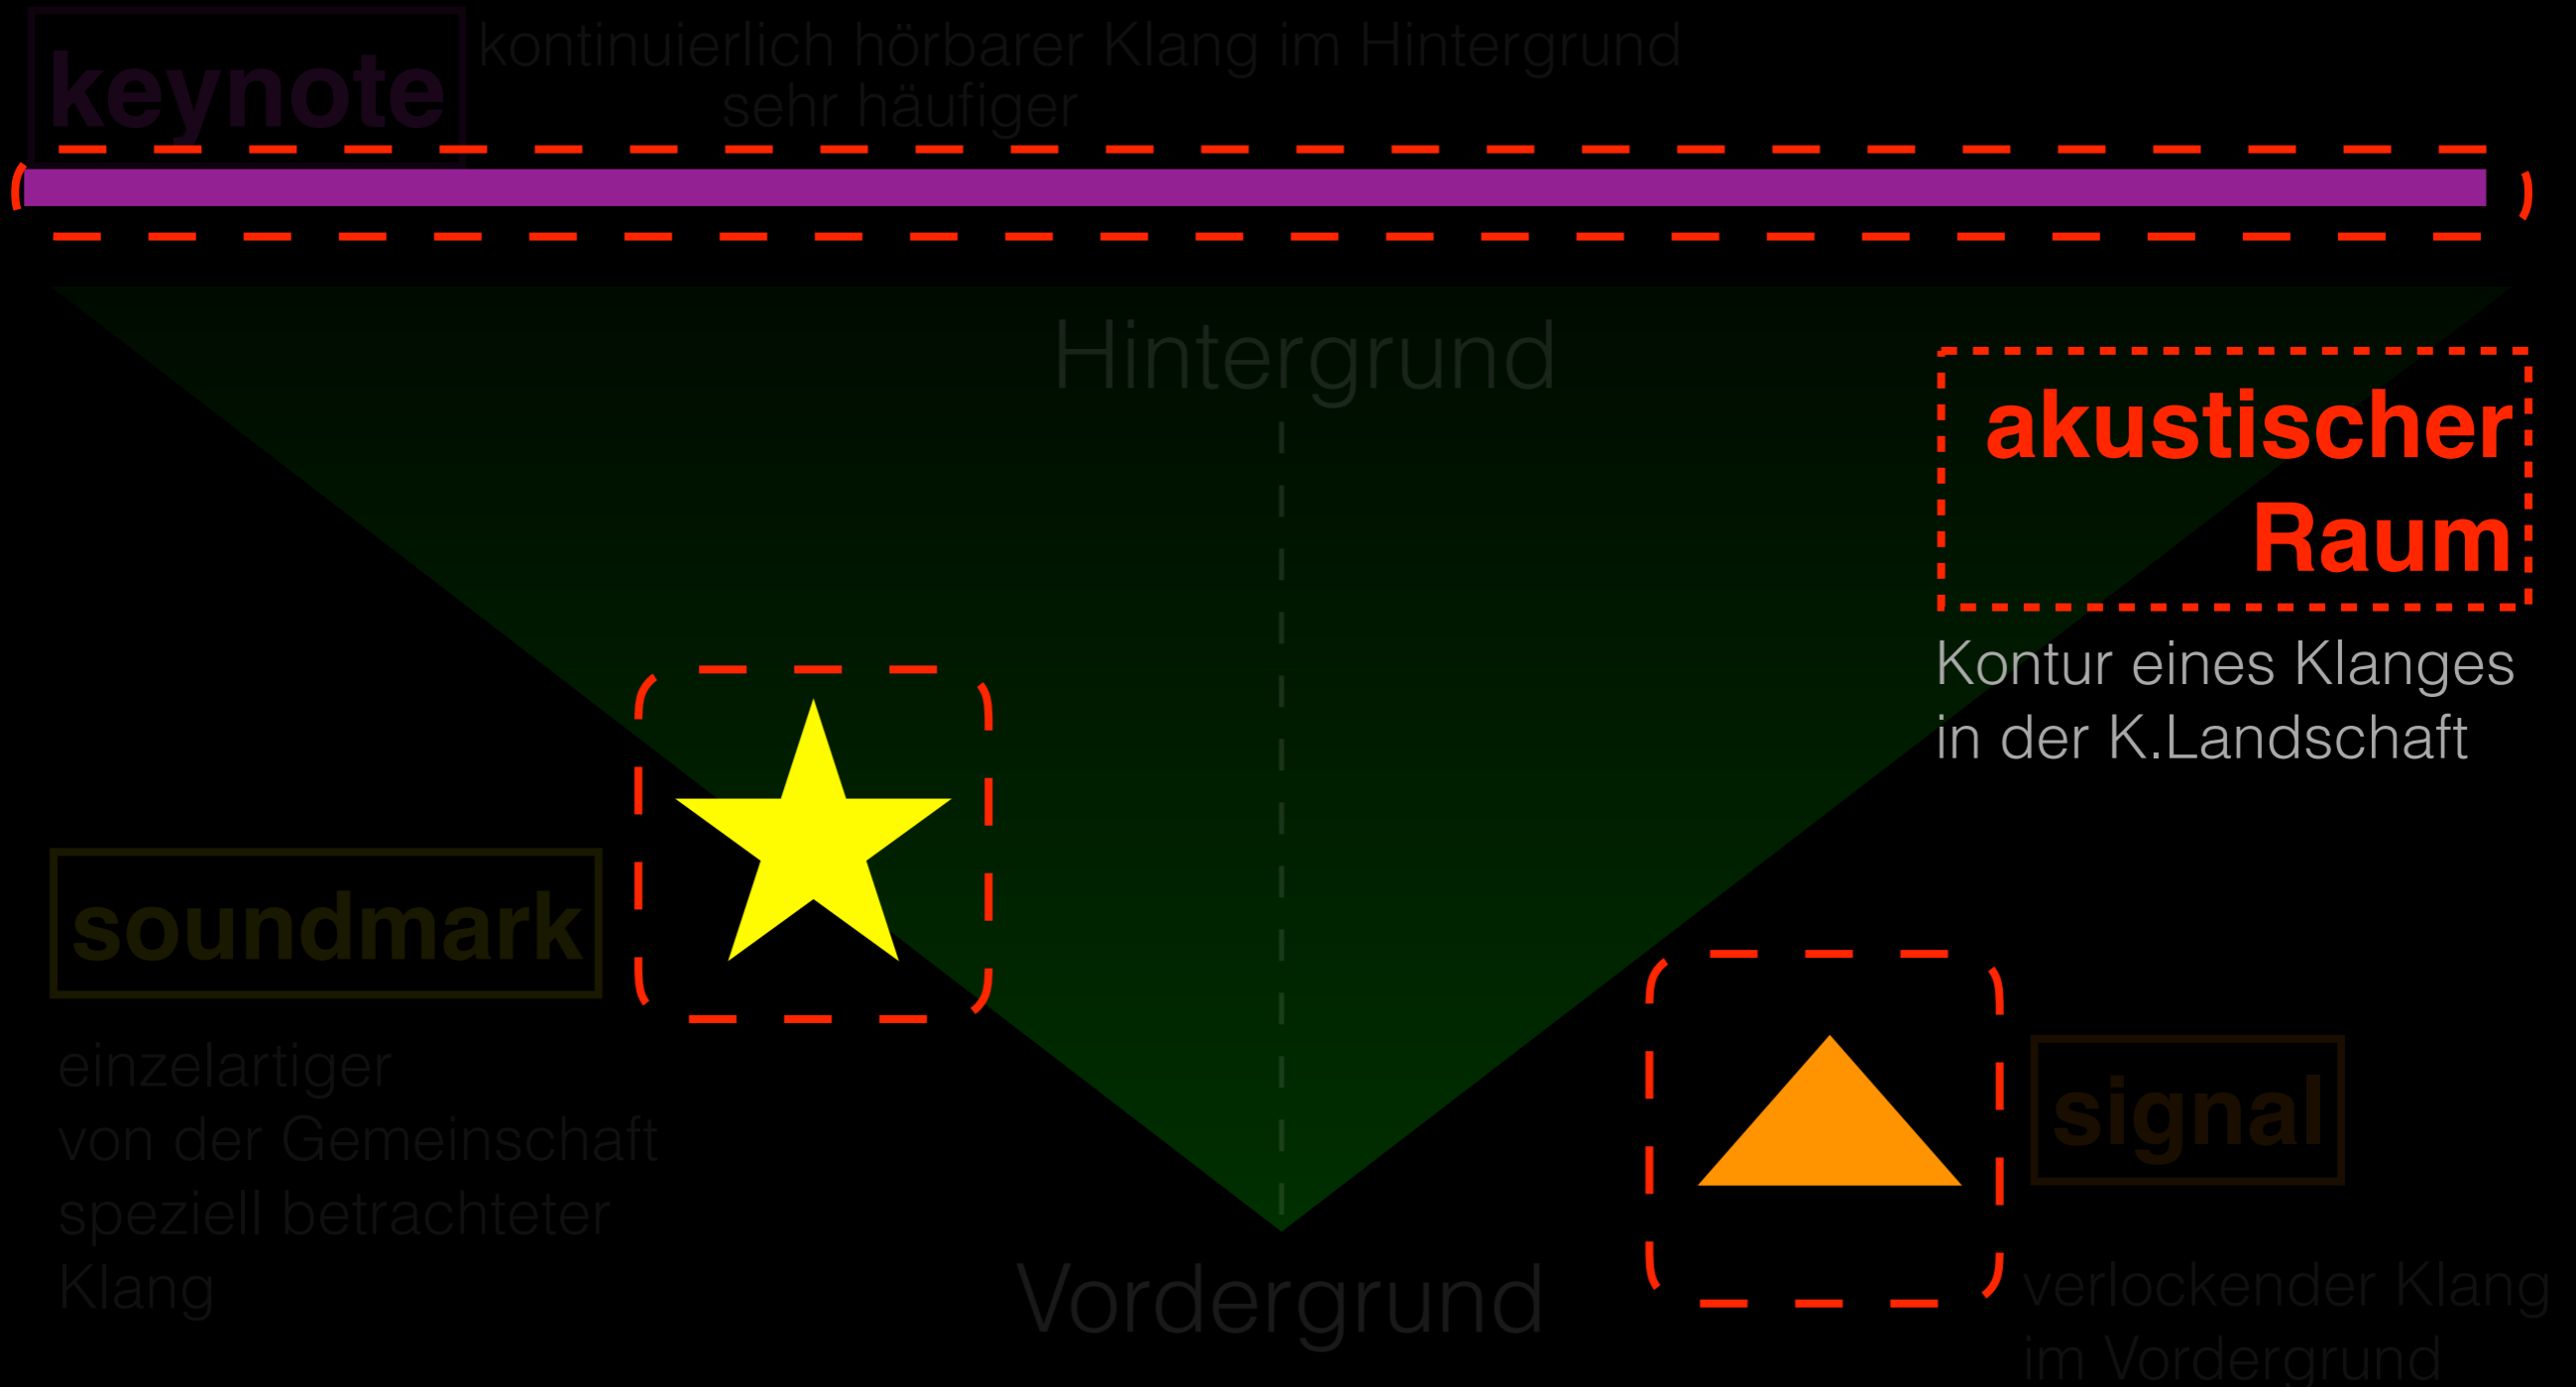 keynote
kontinuierlich hörbarer Klang im Hintergrund
sehr häufiger
Hintergrund
akustischer
Raum
Kontur eines Klanges
in der K.Landschaft
soundmark
einzelartiger
von der Gemeinschaft
speziell betrachteter
Klang
signal
verlockender Klang
im Vordergrund
Vordergrund